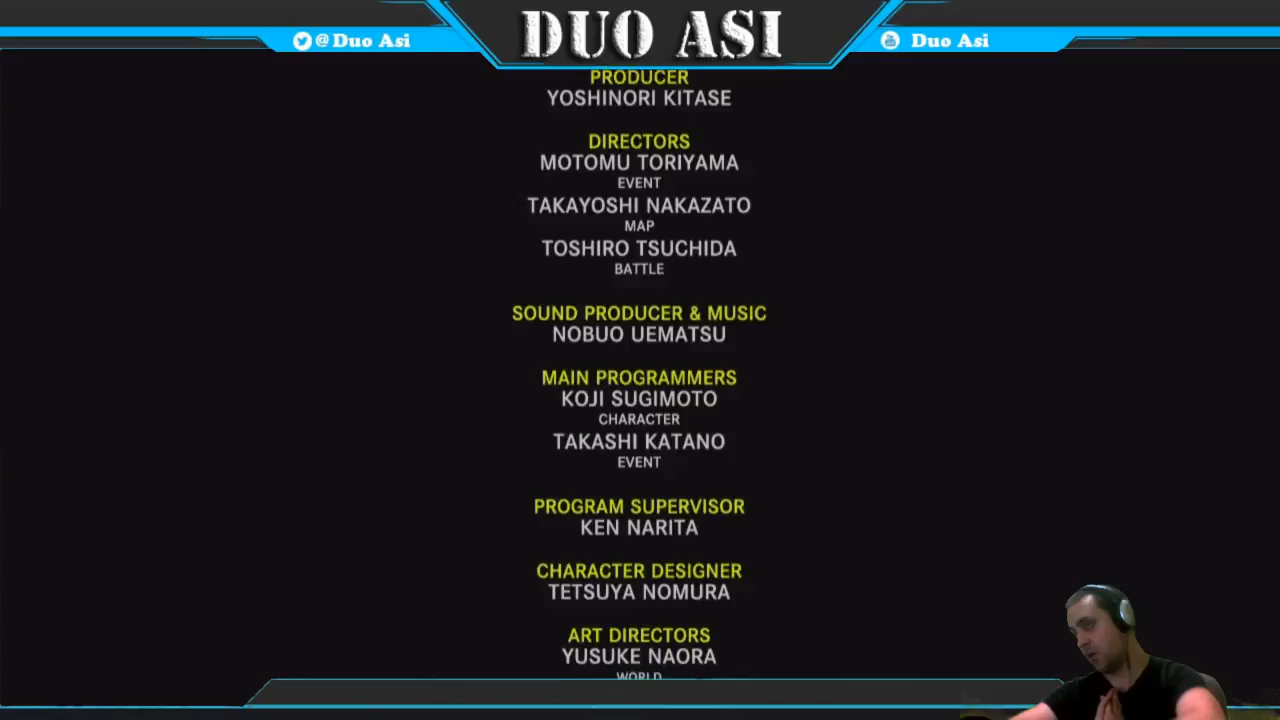 DUO ASI
@Duo Asi
Duo Asi
PRODUCER
YOSHINORI KITASE
DIRECTORS
MOTOMU TORIYAMA
EVENT
TAKAYOSHI NAKAZATO
MAP
TOSHIRO TSUCHIDA
BATTLE
SOUND PRODUCER & MUSIC
NOBUO UEMATSU
MAIN PROGRAMMERS
KOJI SUGIMOTO
CHARACTER
TAKASHI KATANO
EVENT
PROGRAM SUPERVISOR
KEN NARITA
CHARACTER DESIGNER
TETSUYA NOMURA
ART DIRECTORS
YUSUKE NAORA
WORLD